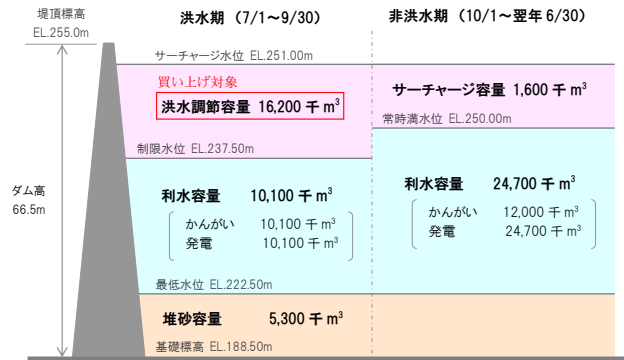 堤頂標高
EL.255.0m
洪水期 （7/1～9/30）
非洪水期 （10/1～翌年 6/30）
サーチャージ水位 EL.251.00m
買い上げ対象
洪水調節容量 16,200 千 m³
サーチャージ容量 1,600 千 m³
常時満水位 EL.250.00m
制限水位 EL.237.50m
ダム高
66.5m
利水容量 10,100 千 m³
かんがい 10,100 千 m³
発電 10,100 千 m³
利水容量 24,700 千 m³
かんがい 12,000 千 m³
発電 24,700 千 m³
最低水位 EL.222.50m
堆砂容量 5,300 千 m³
基礎標高 EL.188.50m